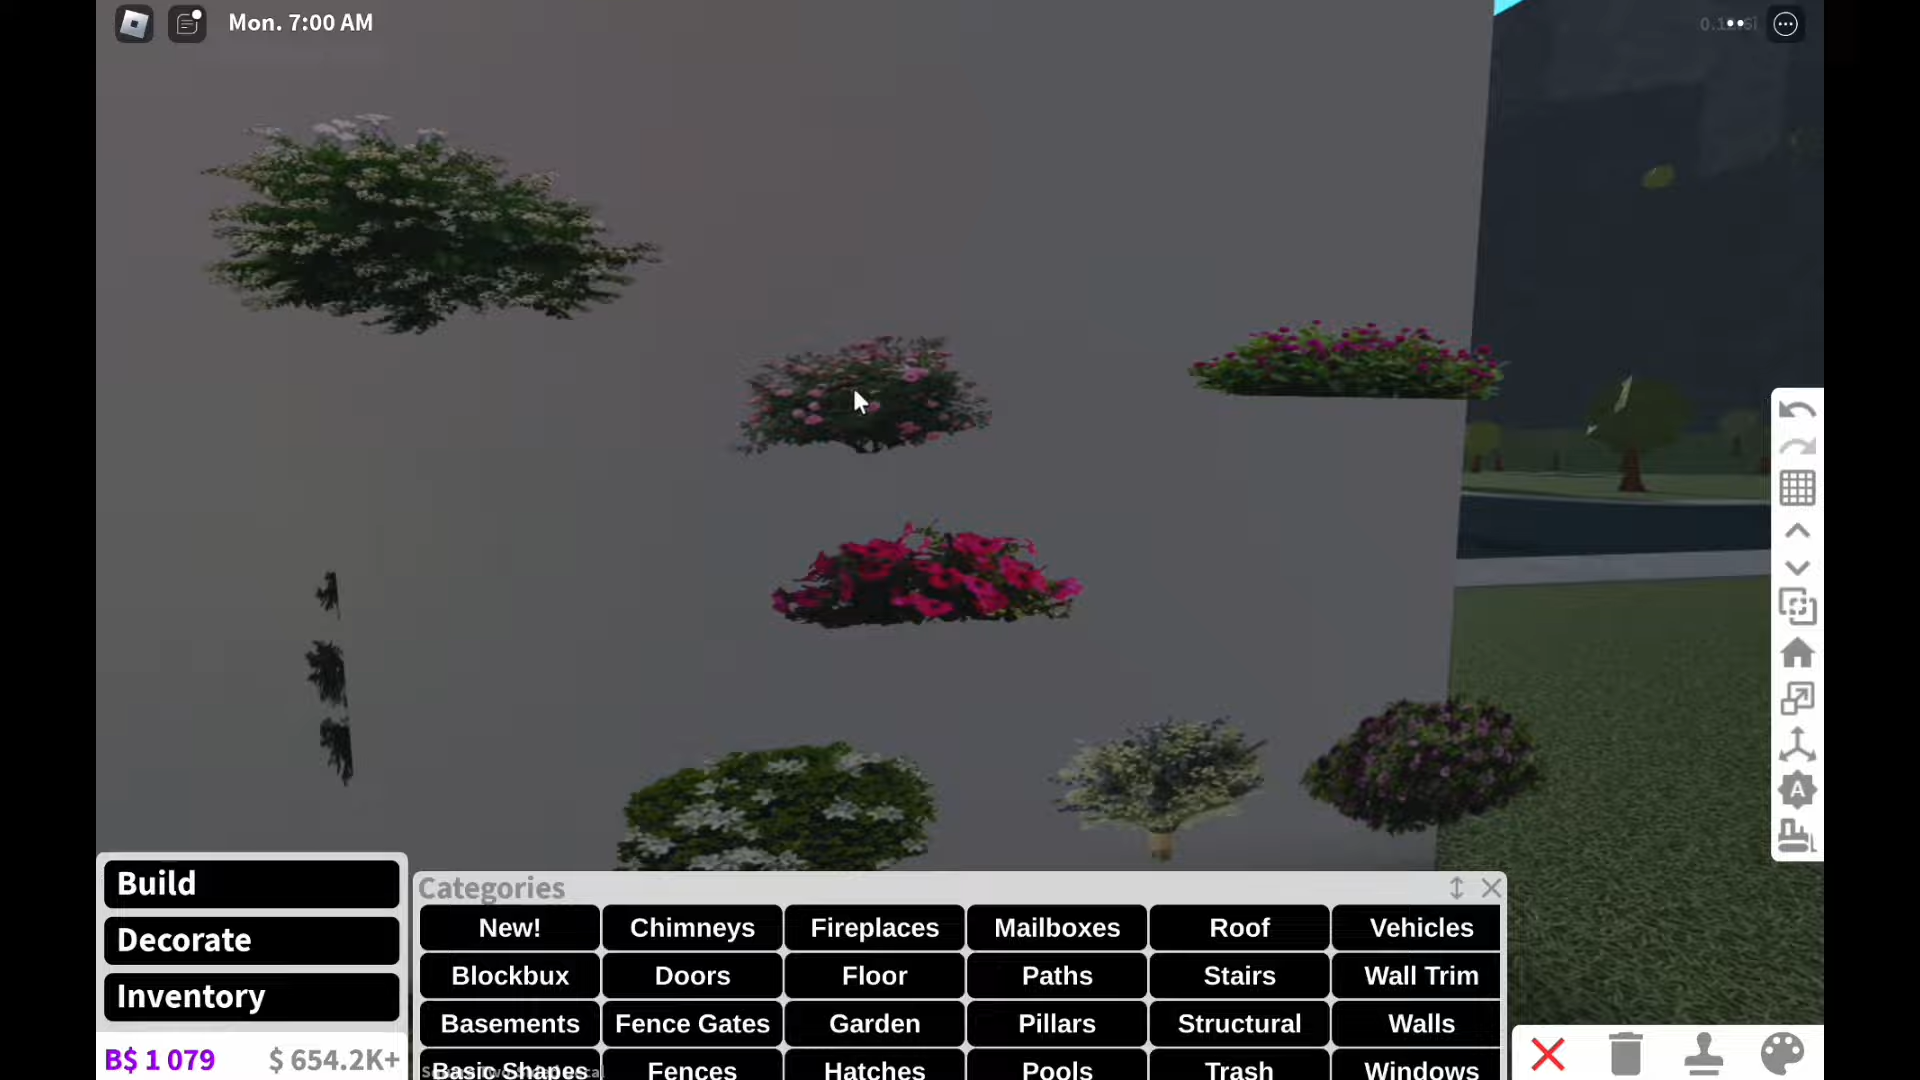 Mon. 7:00 AM
Build
Decorate
Inventory
B$ 1 079 $ 654.2K+
Categories
New! Chimneys Fireplaces Mailboxes Roof Vehicles
Blockbux Doors Floor Paths Stairs Wall Trim
Basements Fence Gates Garden Pillars Structural Walls
Basic Shapes Fences Hatches Pools Trash Windows
A